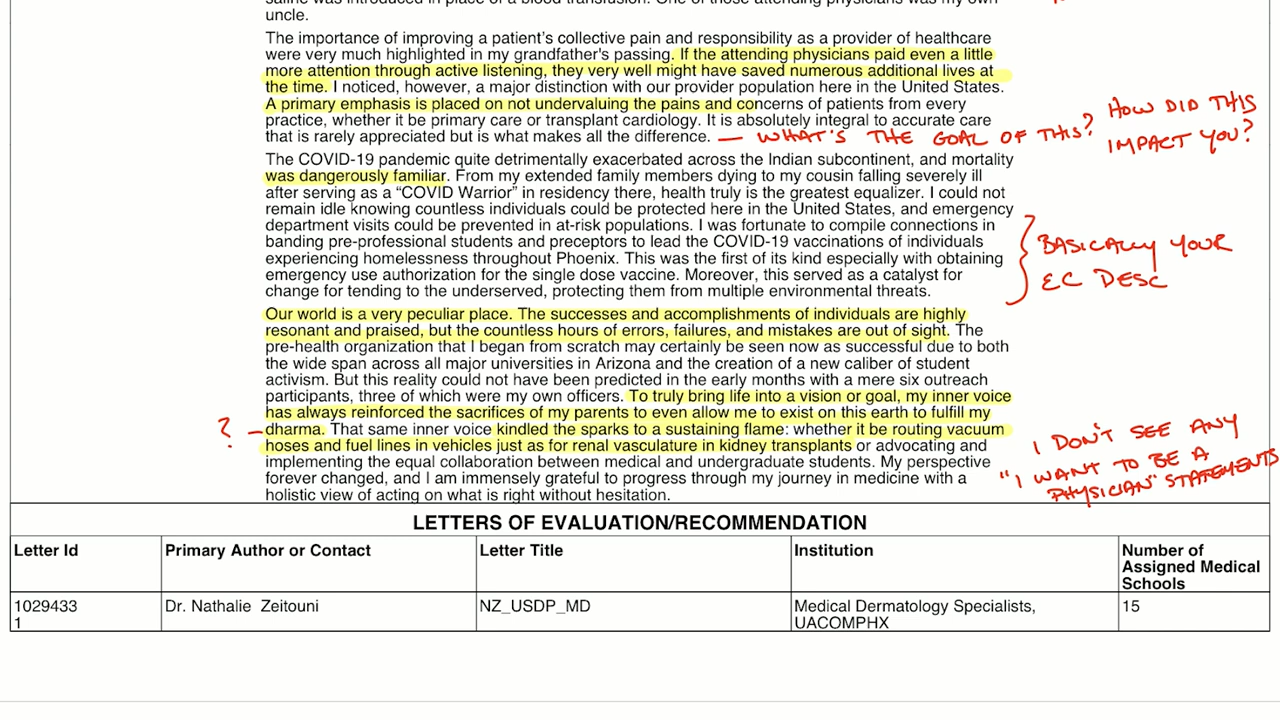 saline was introduced in place of a blood transfusion. One of those attending physicians was my own
uncle.
The importance of improving a patient's collective pain and responsibility as a provider of healthcare
were very much highlighted in my grandfather's passing. If the attending physicians paid even a little
more attention through active listening, they very well might have saved numerous additional lives at
the time. I noticed, however, a major distinction with our provider population here in the United States.
A primary emphasis is placed on not undervaluing the pains and concerns of patients from every
practice, whether it be primary care or transplant cardiology. It is absolutely integral to accurate care
that is rarely appreciated but is what makes all the difference. — WHAT'S THE GOAL OF THIS?
HOW DID THIS
IMPACT YOU?
The COVID-19 pandemic quite detrimentally exacerbated across the Indian subcontinent, and mortality
was dangerously familiar. From my extended family members dying to my cousin falling severely ill
after serving as a “COVID Warrior” in residency there, health truly is the greatest equalizer. I could not
remain idle knowing countless individuals could be protected here in the United States, and emergency
department visits could be prevented in at-risk populations. I was fortunate to compile connections in
banding pre-professional students and preceptors to lead the COVID-19 vaccinations of individuals
experiencing homelessness throughout Phoenix. This was the first of its kind especially with obtaining
emergency use authorization for the single dose vaccine. Moreover, this served as a catalyst for
change for tending to the underserved, protecting them from multiple environmental threats.
BASICALLY YOUR
EC DESC
Our world is a very peculiar place. The successes and accomplishments of individuals are highly
resonant and praised, but the countless hours of errors, failures, and mistakes are out of sight. The
pre-health organization that I began from scratch may certainly be seen now as successful due to both
the wide span across all major universities in Arizona and the creation of a new caliber of student
activism. But this reality could not have been predicted in the early months with a mere six outreach
participants, three of which were my own officers. To truly bring life into a vision or goal, my inner voice
has always reinforced the sacrifices of my parents to even allow me to exist on this earth to fulfill my
? — dharma. That same inner voice kindled the sparks to a sustaining flame: whether it be routing vacuum
hoses and fuel lines in vehicles just as for renal vasculature in kidney transplants or advocating and
implementing the equal collaboration between medical and undergraduate students. My perspective
forever changed, and I am immensely grateful to progress through my journey in medicine with a
holistic view of acting on what is right without hesitation.
I DON'T SEE ANY
"I WANT TO BE A
PHYSICIAN" STATEMENTS
LETTERS OF EVALUATION/RECOMMENDATION
Letter Id Primary Author or Contact Letter Title Institution Number of
Assigned Medical
Schools
1029433 Dr. Nathalie Zeitouni NZ_USDP_MD Medical Dermatology Specialists, 15
1 UACOMPHX